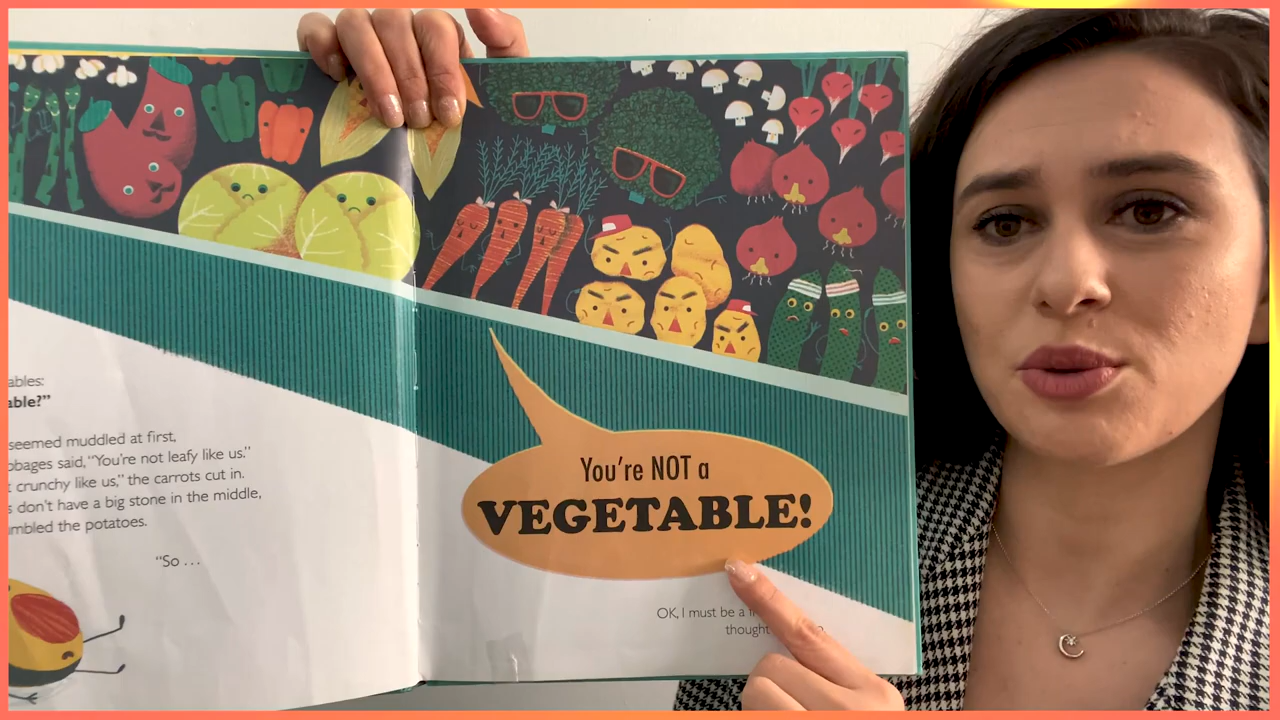 ables:
able?"
seemed muddled at first,
bbages said, "You're not leafy like us."
t crunchy like us," the carrots cut in.
s don't have a big stone in the middle,
umbled the potatoes.
"So ...
You're NOT a
VEGETABLE!
OK, I must be a
thought